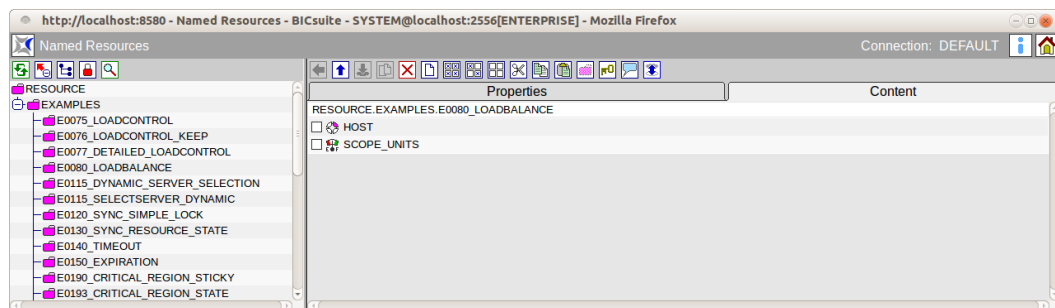 http://localhost:8580 - Named Resources - BICsuite - SYSTEM@localhost:2556[ENTERPRISE] - Mozilla Firefox
Named Resources
Connection: DEFAULT
RESOURCE
EXAMPLES
E0075_LOADCONTROL
E0076_LOADCONTROL_KEEP
E0077_DETAILED_LOADCONTROL
E0080_LOADBALANCE
E0115_DYNAMIC_SERVER_SELECTION
E0115_SELECTSERVER_DYNAMIC
E0120_SYNC_SIMPLE_LOCK
E0130_SYNC_RESOURCE_STATE
E0140_TIMEOUT
E0150_EXPIRATION
E0190_CRITICAL_REGION_STICKY
E0193_CRITICAL_REGION_STATE
Properties
Content
RESOURCE.EXAMPLES.E0080_LOADBALANCE
HOST
SCOPE_UNITS